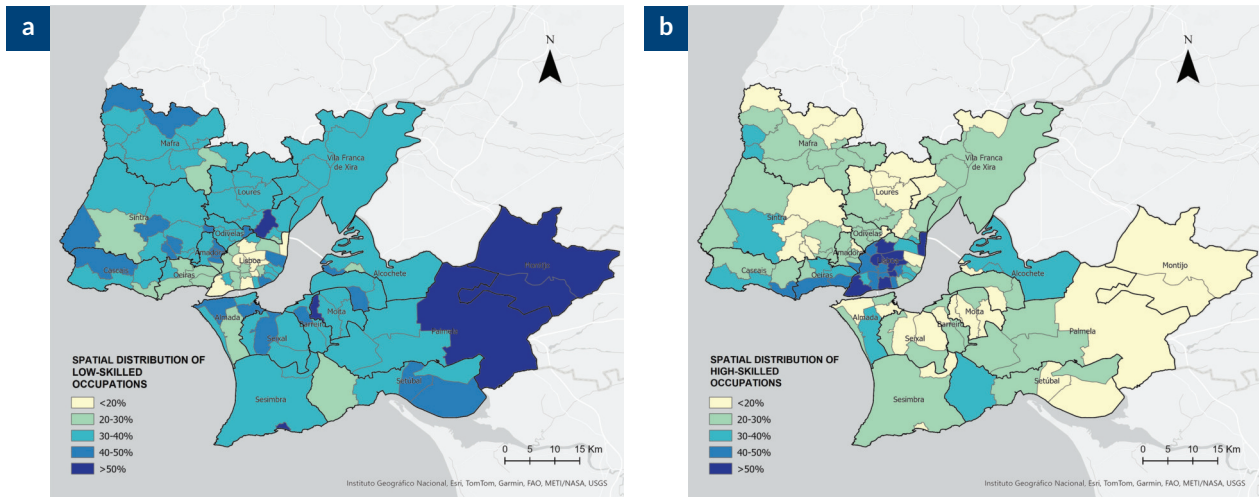 a
N
Mafra
Vila Franca
de Xira
Loures
Sintra
Odivelas
Amadora
Lisboa
Cascais
Oeiras
Alcochete
Montijo
Almada
Moita
Barreiro
Palmela
Seixal
Setúbal
Sesimbra
SPATIAL DISTRIBUTION OF
LOW-SKILLED
OCCUPATIONS
<20%
20-30%
30-40%
40-50%
>50%
0 5 10 15 Km
Instituto Geográfico Nacional, Esri, TomTom, Garmin, FAO, METI/NASA, USGS
b
N
Mafra
Vila Franca
de Xira
Loures
Sintra
Odivelas
Amadora
Cascais
Oeiras
Alcochete
Montijo
Almada
Moita
Barreiro
Palmela
Seixal
Setúbal
Sesimbra
SPATIAL DISTRIBUTION OF
HIGH-SKILLED
OCCUPATIONS
<20%
20-30%
30-40%
40-50%
>50%
0 5 10 15 Km
Instituto Geográfico Nacional, Esri, TomTom, Garmin, FAO, METI/NASA, USGS